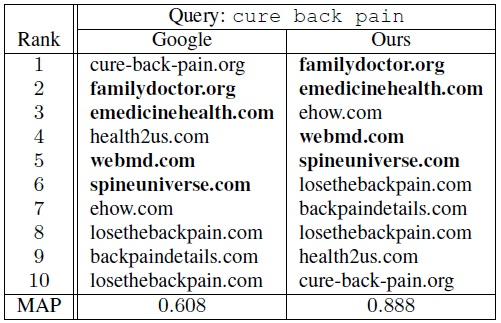 Query: cure back pain
Rank Google Ours
1 cure-back-pain.org familydoctor.org
2 familydoctor.org emedicinehealth.com
3 emedicinehealth.com ehow.com
4 health2us.com webmd.com
5 webmd.com spineuniverse.com
6 spineuniverse.com losethebackpain.com
7 ehow.com backpaindetails.com
8 losethebackpain.com losethebackpain.com
9 backpaindetails.com health2us.com
10 losethebackpain.com cure-back-pain.org
MAP 0.608 0.888